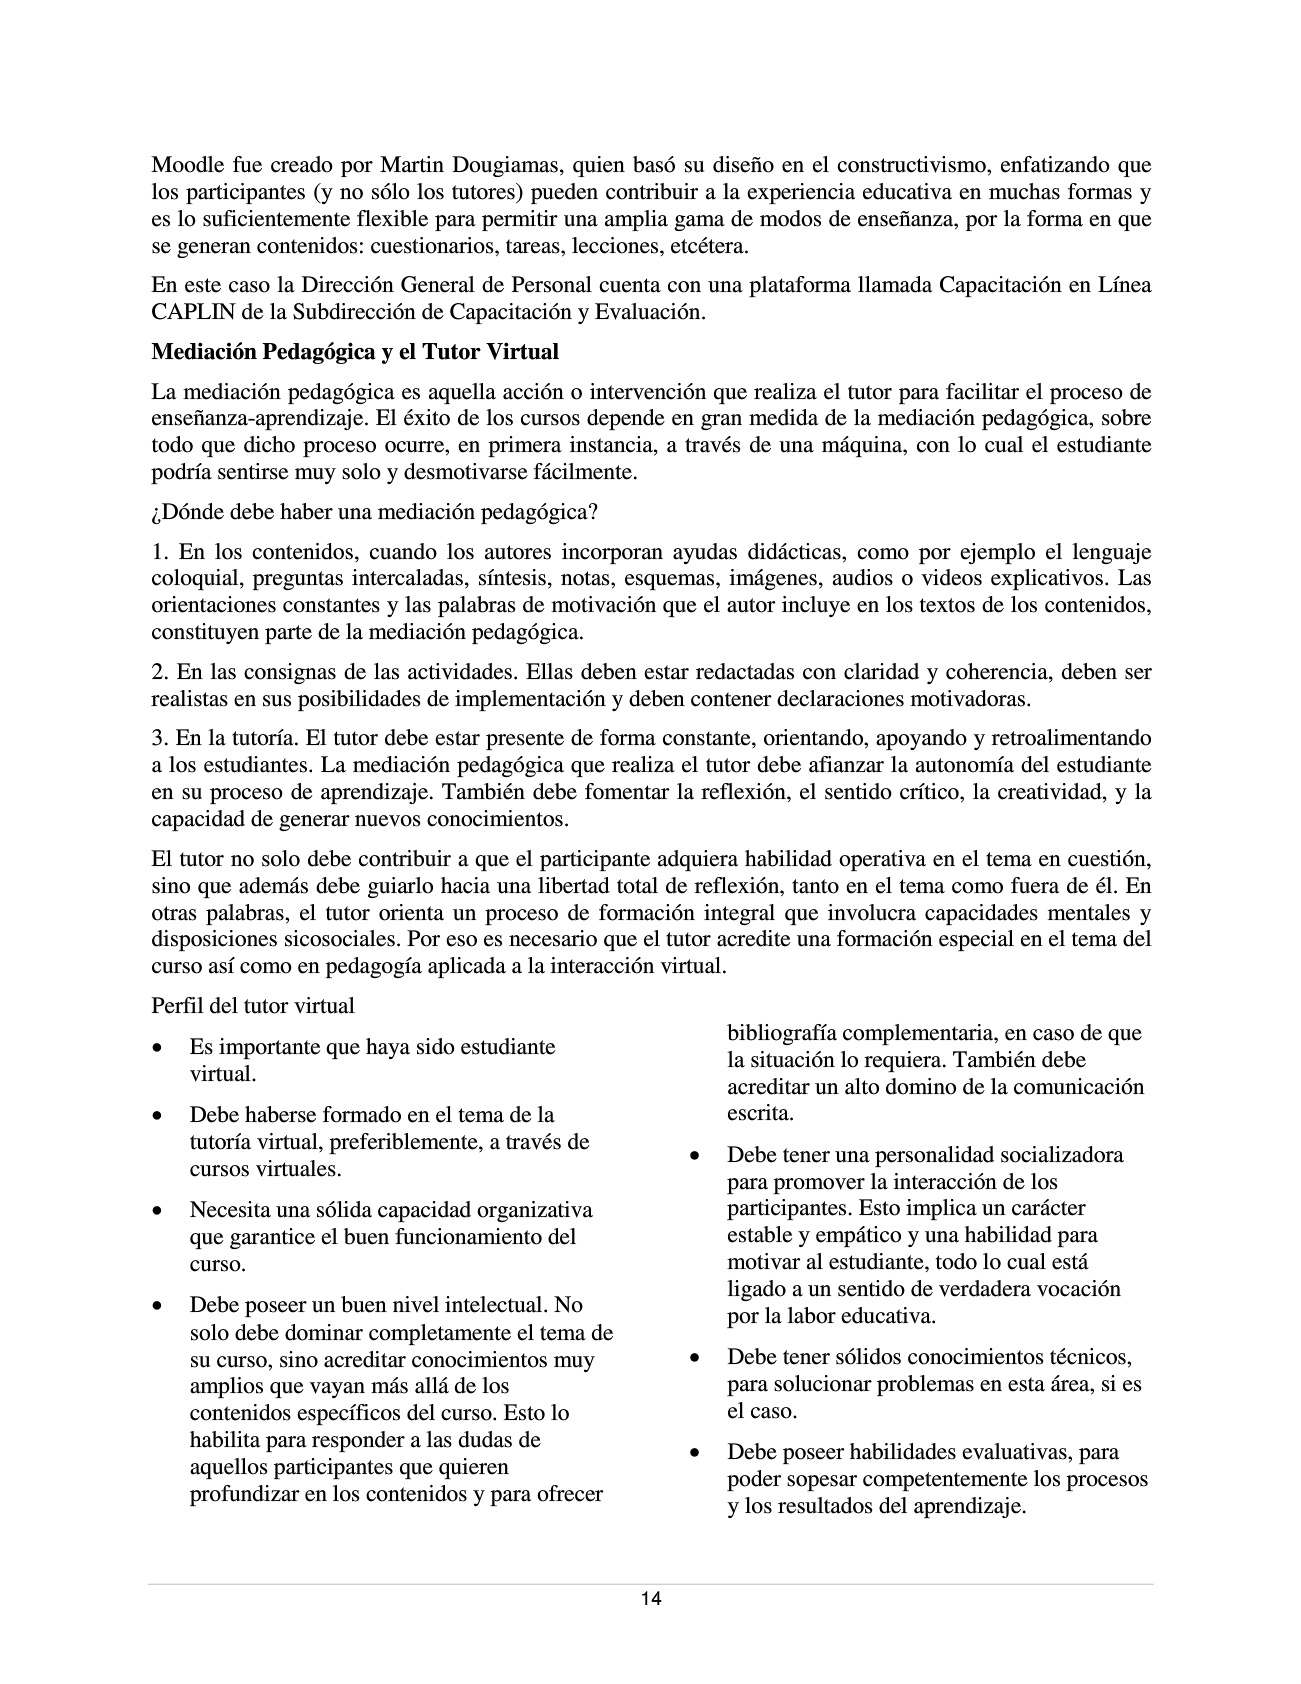 Moodle fue creado por Martin Dougiamas, quien basó su diseño en el constructivismo, enfatizando que
los participantes (y no sólo los tutores) pueden contribuir a la experiencia educativa en muchas formas y
es lo suficientemente flexible para permitir una amplia gama de modos de enseñanza, por la forma en que
se generan contenidos: cuestionarios, tareas, lecciones, etcétera.
En este caso la Dirección General de Personal cuenta con una plataforma llamada Capacitación en Línea
CAPLIN de la Subdirección de Capacitación y Evaluación.
Mediación Pedagógica y el Tutor Virtual
La mediación pedagógica es aquella acción o intervención que realiza el tutor para facilitar el proceso de
enseñanza-aprendizaje. El éxito de los cursos depende en gran medida de la mediación pedagógica, sobre
todo que dicho proceso ocurre, en primera instancia, a través de una máquina, con lo cual el estudiante
podría sentirse muy solo y desmotivarse fácilmente.
¿Dónde debe haber una mediación pedagógica?
1. En los contenidos, cuando los autores incorporan ayudas didácticas, como por ejemplo el lenguaje
coloquial, preguntas intercaladas, síntesis, notas, esquemas, imágenes, audios o videos explicativos. Las
orientaciones constantes y las palabras de motivación que el autor incluye en los textos de los contenidos,
constituyen parte de la mediación pedagógica.
2. En las consignas de las actividades. Ellas deben estar redactadas con claridad y coherencia, deben ser
realistas en sus posibilidades de implementación y deben contener declaraciones motivadoras.
3. En la tutoría. El tutor debe estar presente de forma constante, orientando, apoyando y retroalimentando
a los estudiantes. La mediación pedagógica que realiza el tutor debe afianzar la autonomía del estudiante
en su proceso de aprendizaje. También debe fomentar la reflexión, el sentido crítico, la creatividad, y la
capacidad de generar nuevos conocimientos.
El tutor no solo debe contribuir a que el participante adquiera habilidad operativa en el tema en cuestión,
sino que además debe guiarlo hacia una libertad total de reflexión, tanto en el tema como fuera de él. En
otras palabras, el tutor orienta un proceso de formación integral que involucra capacidades mentales y
disposiciones sicosociales. Por eso es necesario que el tutor acredite una formación especial en el tema del
curso así como en pedagogía aplicada a la interacción virtual.
Perfil del tutor virtual
• Es importante que haya sido estudiante
virtual.
• Debe haberse formado en el tema de la
tutoría virtual, preferiblemente, a través de
cursos virtuales.
• Necesita una sólida capacidad organizativa
que garantice el buen funcionamiento del
curso.
• Debe poseer un buen nivel intelectual. No
solo debe dominar completamente el tema de
su curso, sino acreditar conocimientos muy
amplios que vayan más allá de los
contenidos específicos del curso. Esto lo
habilita para responder a las dudas de
aquellos participantes que quieren
profundizar en los contenidos y para ofrecer
bibliografía complementaria, en caso de que
la situación lo requiera. También debe
acreditar un alto domino de la comunicación
escrita.
• Debe tener una personalidad socializadora
para promover la interacción de los
participantes. Esto implica un carácter
estable y empático y una habilidad para
motivar al estudiante, todo lo cual está
ligado a un sentido de verdadera vocación
por la labor educativa.
• Debe tener sólidos conocimientos técnicos,
para solucionar problemas en esta área, si es
el caso.
• Debe poseer habilidades evaluativas, para
poder sopesar competentemente los procesos
y los resultados del aprendizaje.
14